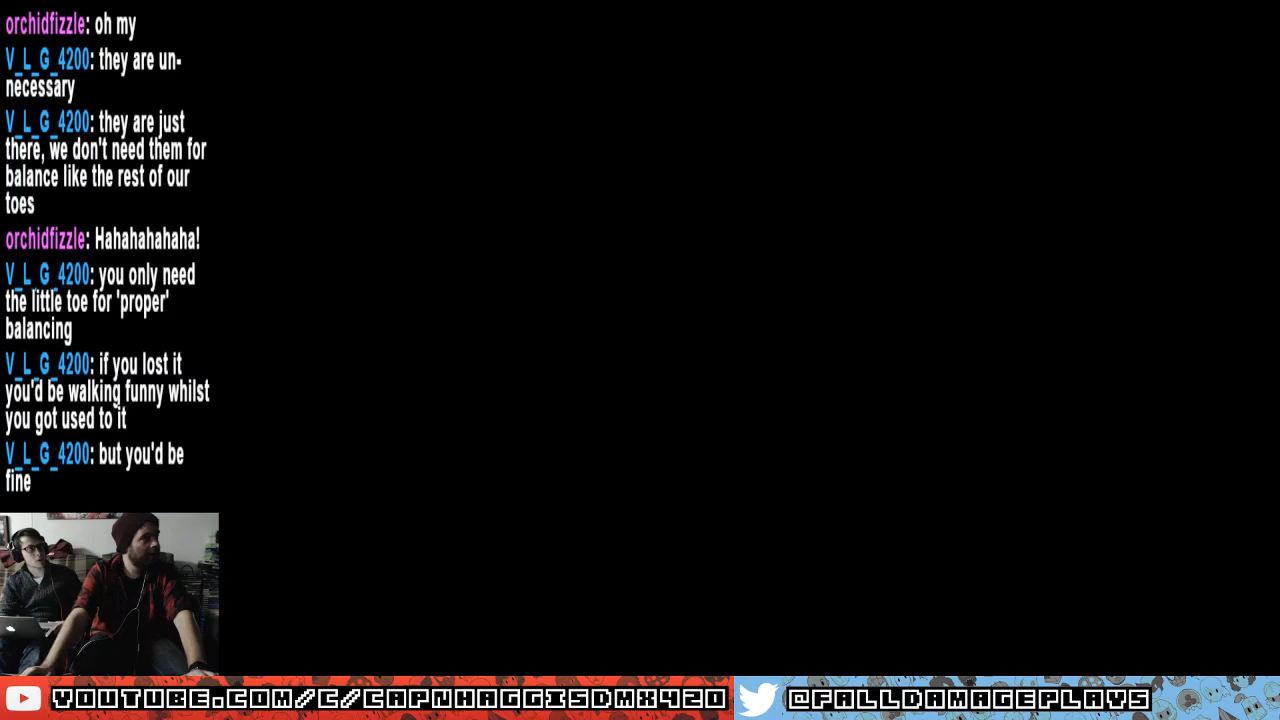 orchidfizzle: oh my
V_L_G_4200: they are un-
necessary
V_L_G_4200: they are just
there, we don't need them for
balance like the rest of our
toes
orchidfizzle: Hahahahahaha!
V_L_G_4200: you only need
the little toe for 'proper'
balancing
V_L_G_4200: if you lost it
you'd be walking funny whilst
you got used to it
V_L_G_4200: but you'd be
fine
YOUTUBE.COM/C/CAPNHAGGISDMX420
@FALLDAMAGEPLAYS